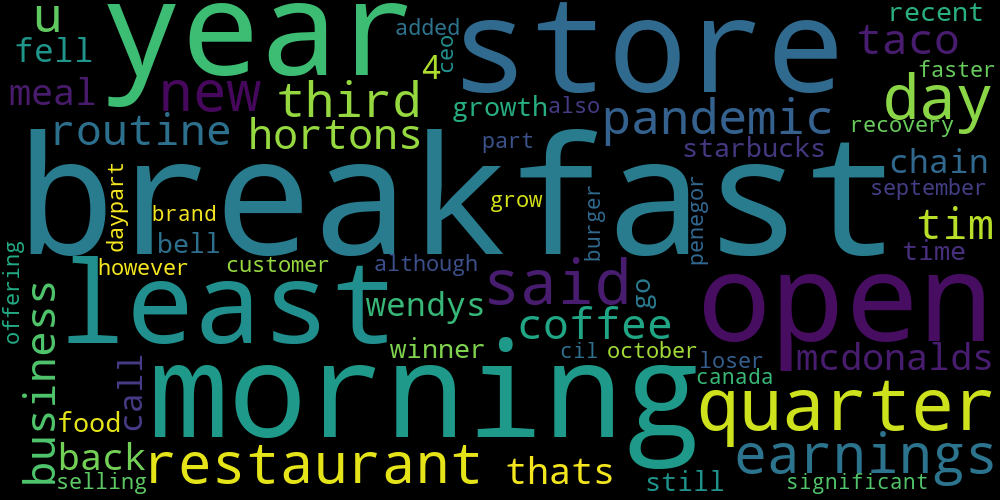 u
year
added
ceo
store
recent
fell
taco
4
faster
meal
new
third
growth
also
pandemic
day
routine
hortons
part
starbucks
recovery
chain
breakfast
daypart
brand
grow
burger
penegor
september
tim
bell
time
offering
however
customer
although
said
go
open
least
wendys
coffee
business
winner
cil
october
loser
mcdonalds
call
morning
canada
quarter
food
back
restaurant
thats
earnings
selling
still
significant